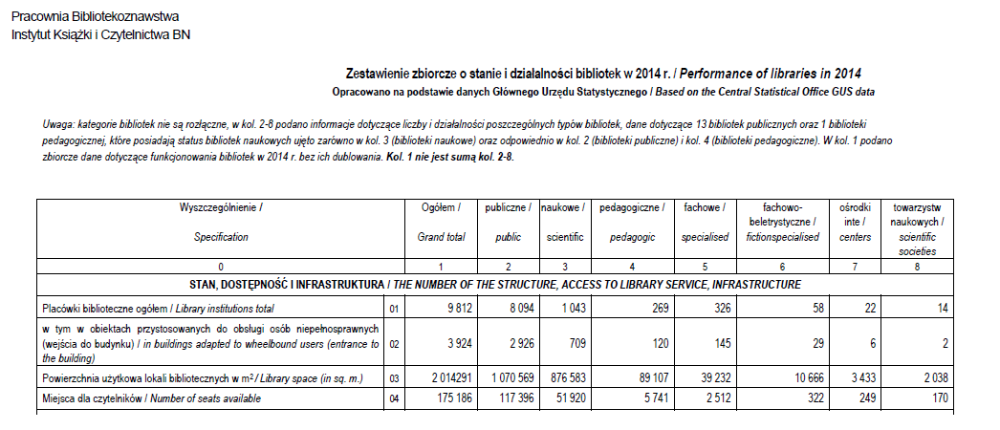 Pracownia Bibliotekoznawstwa
Instytut Książki i Czytelnictwa BN
Zestawienie zbiorcze o stanie i działalności bibliotek w 2014 r. / Performance of libraries in 2014
Opracowano na podstawie danych Głównego Urzędu Statystycznego / Based on the Central Statistical Office GUS data
Uwaga: kategorie bibliotek nie są rozłączne, w kol. 2-8 podano informacje dotyczące liczby i działalności poszczególnych typów bibliotek, dane dotyczące 13 bibliotek publicznych oraz 1 biblioteki
pedagogicznej, które posiadają status bibliotek naukowych ujęto zarówno w kol. 3 (biblioteki naukowe) oraz odpowiednio w kol. 2 (biblioteki publiczne) i kol. 4 (biblioteki pedagogiczne). W kol. 1 podano
zbiorcze dane dotyczące funkcjonowania bibliotek w 2014 r. bez ich dublowania. Kol. 1 nie jest sumą kol. 2-8.
Wyszczególnienie / Ogółem / publiczne / naukowe / pedagogiczne / fachowe / fachowo- ośrodki towarzystw
beletrystyczne / inte / naukowych /
Specification Grand total public scientific pedagogic specialised fictionspecialised centers scientific
societies
0 1 2 3 4 5 6 7 8
STAN, DOSTĘPNOŚĆ I INFRASTRUKTURA / THE NUMBER OF THE STRUCTURE, ACCESS TO LIBRARY SERVICE, INFRASTRUCTURE
Placówki biblioteczne ogółem / Library institutions total 01 9 812 8 094 1 043 269 326 58 22 14
w tym w obiektach przystosowanych do obsługi osób niepełnosprawnych
(wejścia do budynku) / in buildings adapted to wheelbound users (entrance to 02 3 924 2 926 709 120 145 29 6 2
the building)
Powierzchnia użytkowa lokali bibliotecznych w m2 / Library space (in sq. m.) 03 2 014291 1 070 569 876 583 89 107 39 232 10 666 3 433 2 038
Miejsca dla czytelników / Number of seats available 04 175 186 117 396 51 920 5 741 2 512 322 249 170